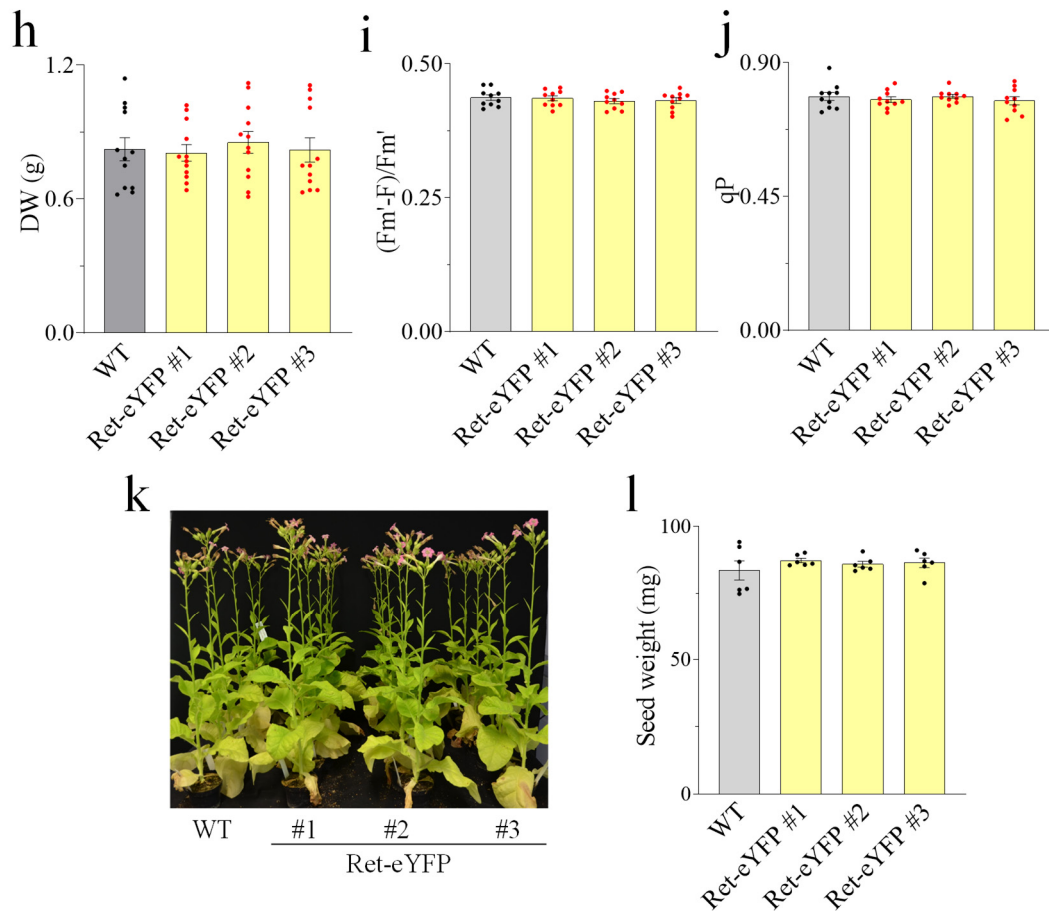 h
1.2
0.6
0.0
DW (g)
WT
Ret-eYFP #1
Ret-eYFP #2
Ret-eYFP #3
i
0.50
0.25
0.00
(Fm'-F)/Fm'
WT
Ret-eYFP #1
Ret-eYFP #2
Ret-eYFP #3
j
0.90
0.45
0.00
qP
WT
Ret-eYFP #1
Ret-eYFP #2
Ret-eYFP #3
k
WT #1 #2 #3
Ret-eYFP
l
100
50
0
Seed weight (mg)
WT
Ret-eYFP #1
Ret-eYFP #2
Ret-eYFP #3